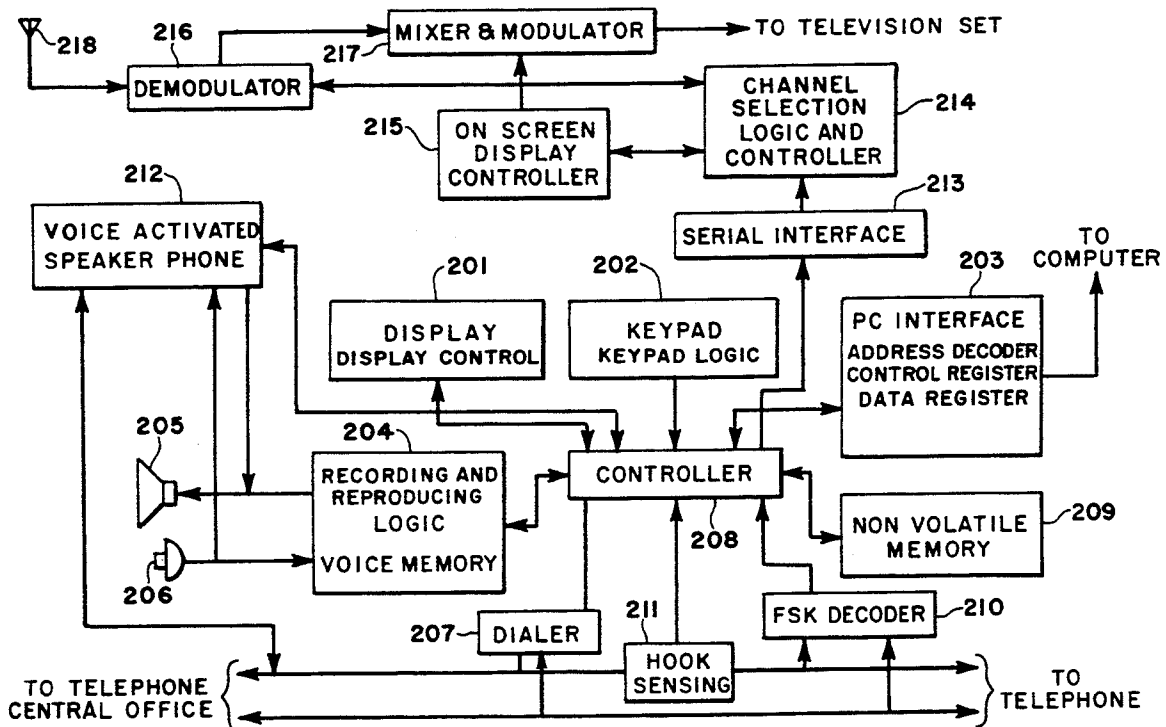 218
216
DEMODULATOR
217
MIXER & MODULATOR
TO TELEVISION SET
215
ON SCREEN
DISPLAY
CONTROLLER
CHANNEL
SELECTION
LOGIC AND
CONTROLLER
214
212
VOICE ACTIVATED
SPEAKER PHONE
213
SERIAL INTERFACE
201
DISPLAY
DISPLAY CONTROL
202
KEYPAD
KEYPAD LOGIC
203
PC INTERFACE
ADDRESS DECODER
CONTROL REGISTER
DATA REGISTER
TO
COMPUTER
205
206
204
RECORDING AND
REPRODUCING
LOGIC
VOICE MEMORY
CONTROLLER
208
NON VOLATILE
MEMORY
209
207
DIALER
211
HOOK
SENSING
FSK DECODER
210
TO TELEPHONE
CENTRAL OFFICE
TO
TELEPHONE